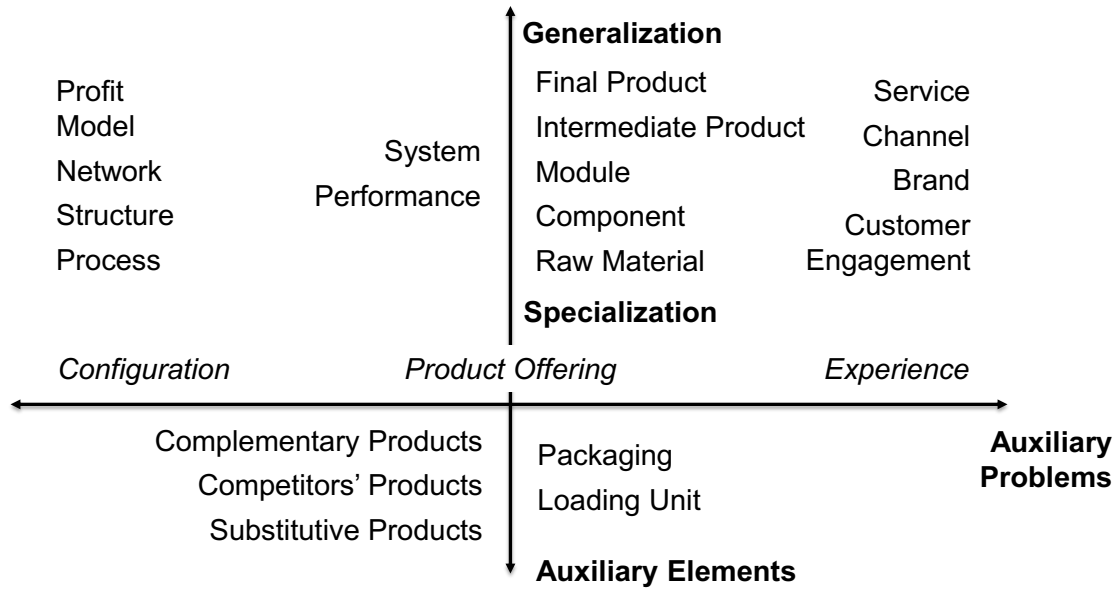 Generalization
Profit
Model
Network
Structure
Process
System
Performance
Final Product
Intermediate Product
Module
Component
Raw Material
Service
Channel
Brand
Customer
Engagement
Specialization
Configuration
Product Offering
Experience
Complementary Products
Competitors’ Products
Substitutive Products
Packaging
Loading Unit
Auxiliary
Problems
Auxiliary Elements